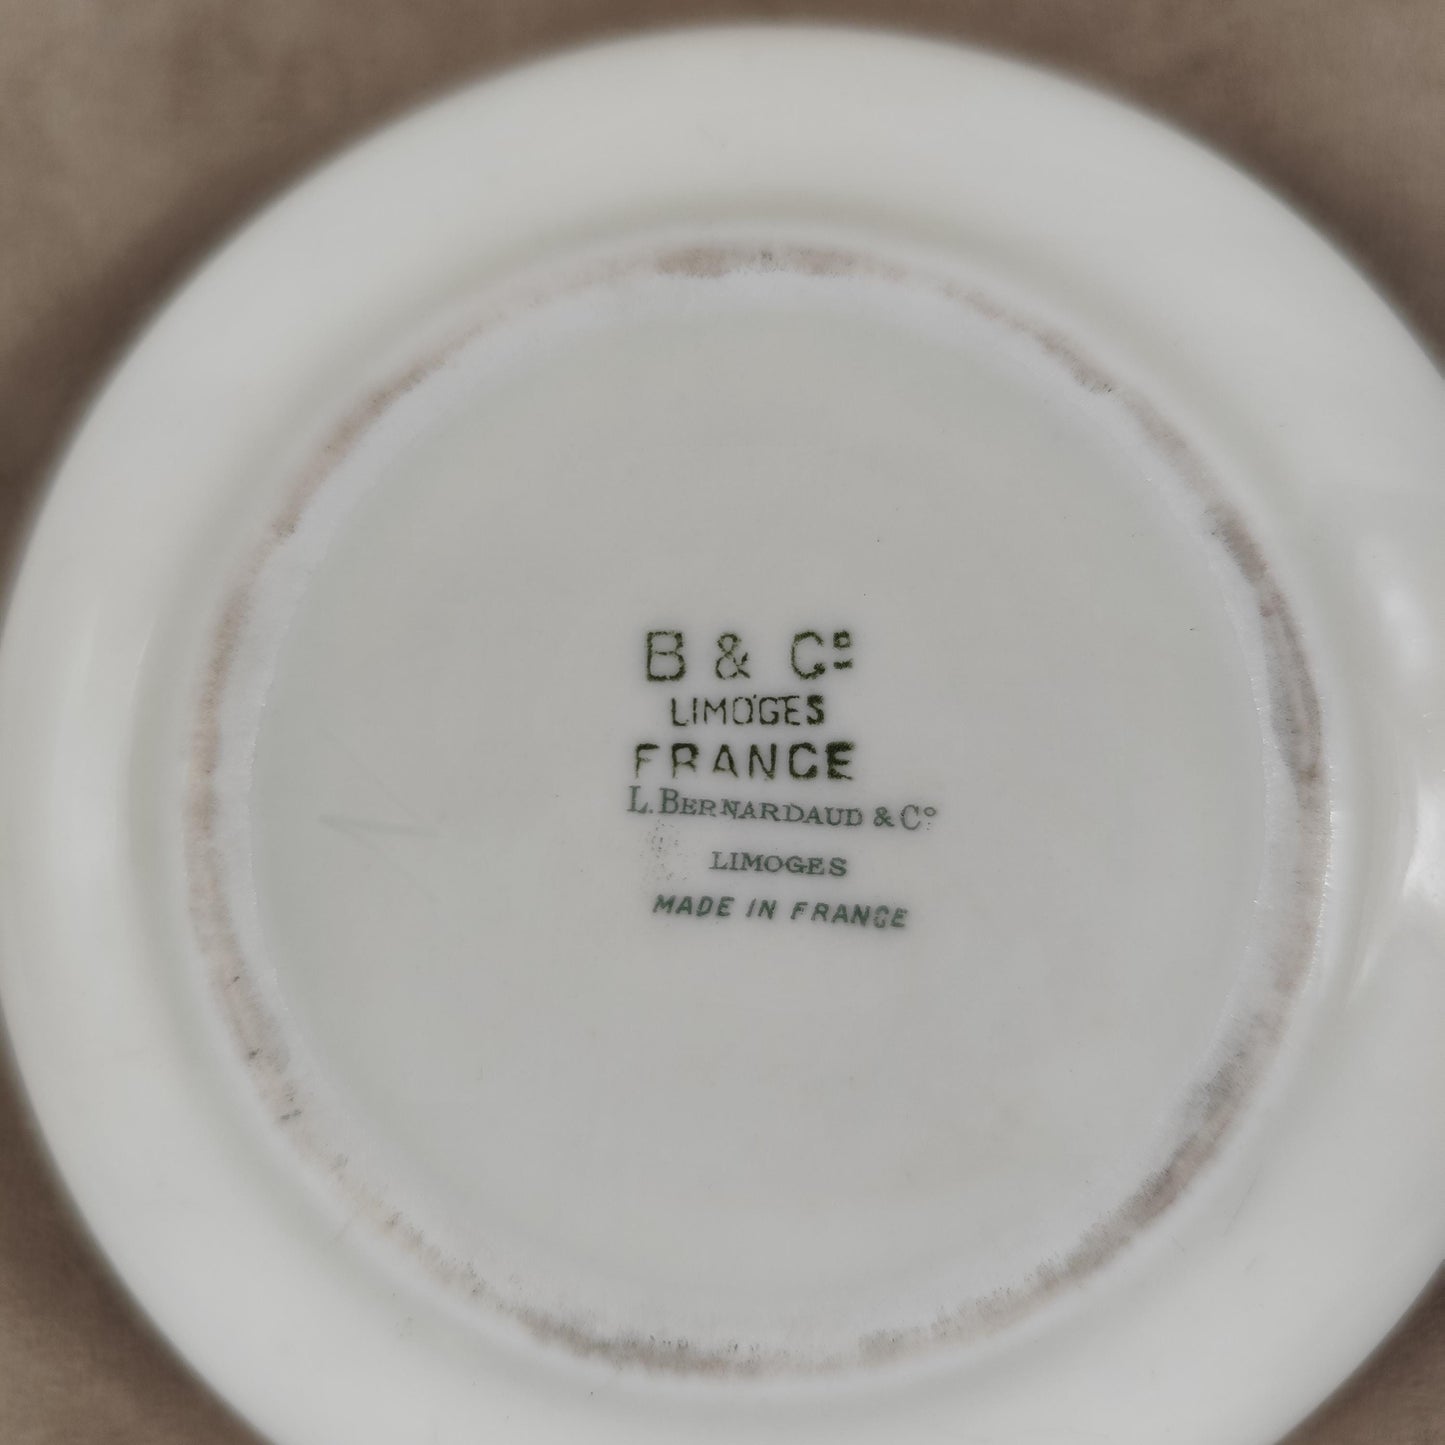 B & Cº
LIMOGES
FRANCE
L. BERNARDAUD & Cº
LIMOGES
MADE IN FRANCE